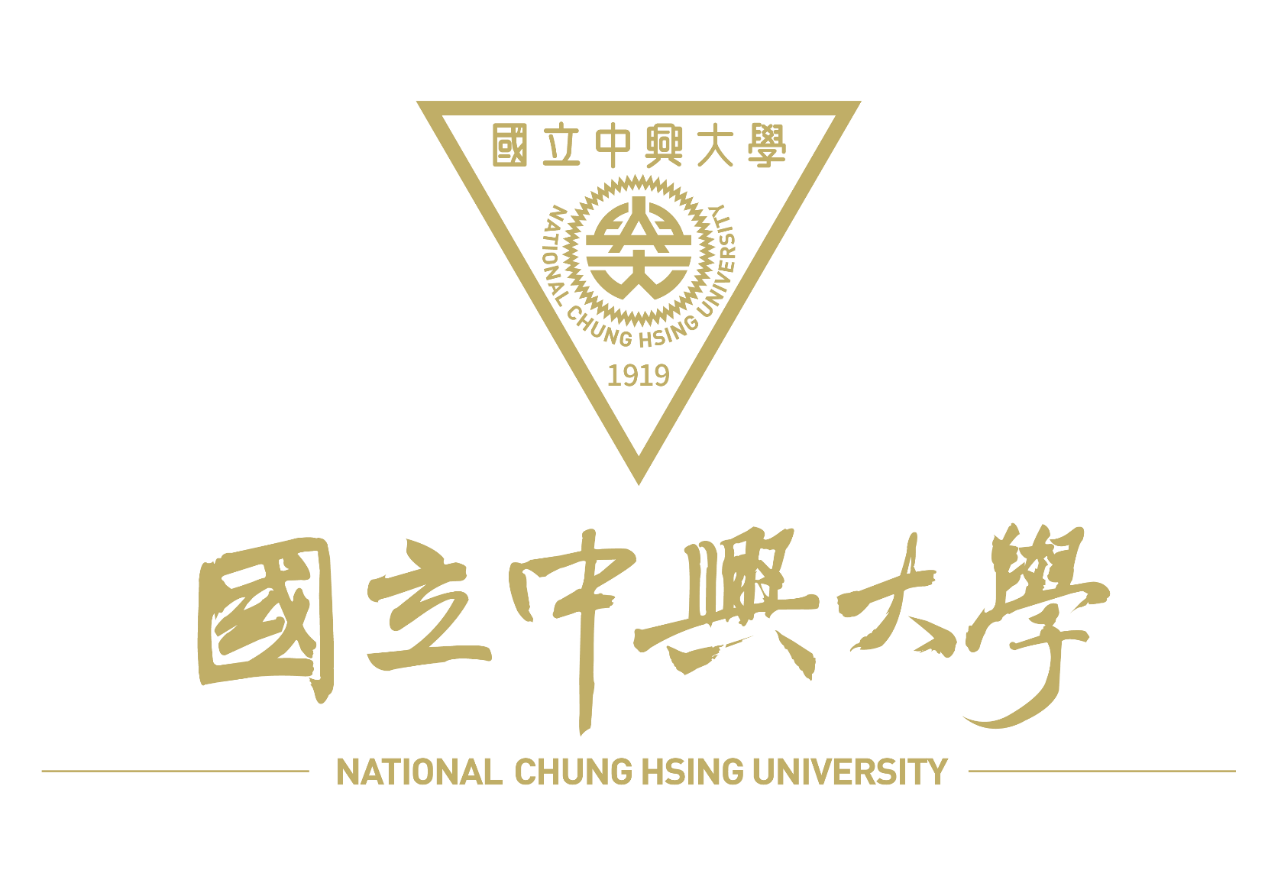 國立中興大學
NATIONAL CHUNG HSING UNIVERSITY
1919
國立中興大學
NATIONAL CHUNG HSING UNIVERSITY